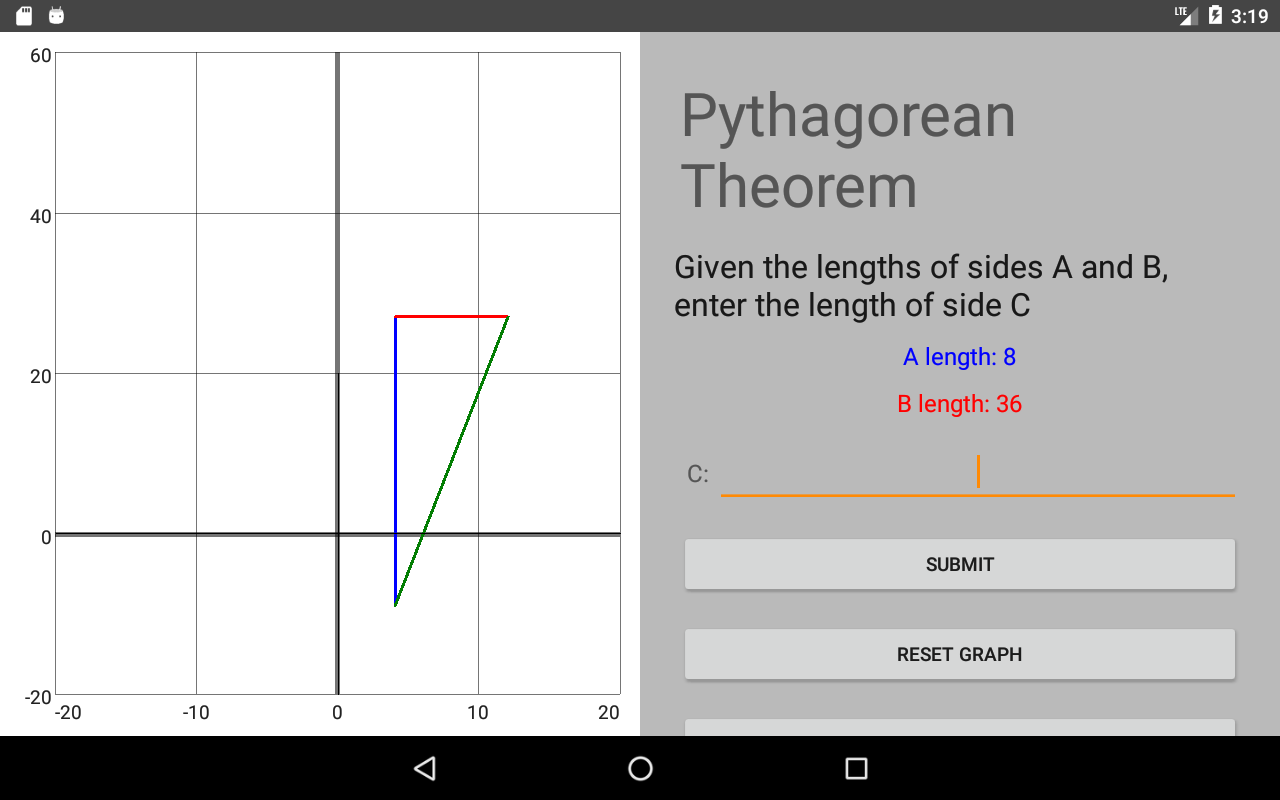 LTE 3:19
60
40
20
0
-20
-20 -10 0 10 20
Pythagorean
Theorem
Given the lengths of sides A and B,
enter the length of side C
A length: 8
B length: 36
C:
SUBMIT
RESET GRAPH